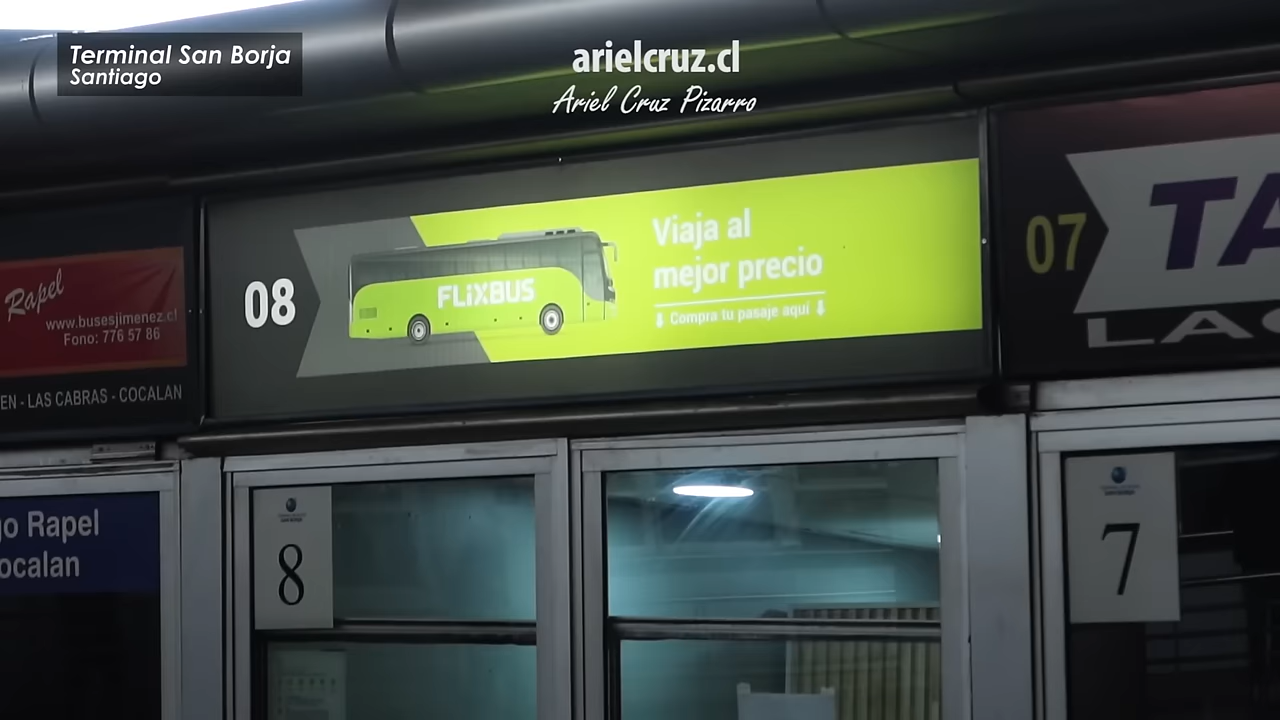 Terminal San Borja
Santiago
arielcruz.cl
Ariel Cruz Pizarro
Rapel
www.busesjimenez.cl
Fono: 776 57 86
EN - LAS CABRAS - COCALAN
08
FLiXBUS
Viaja al
mejor precio
Compra tu pasaje aquí
07
TA
LAG
go Rapel
ocalan
8
7